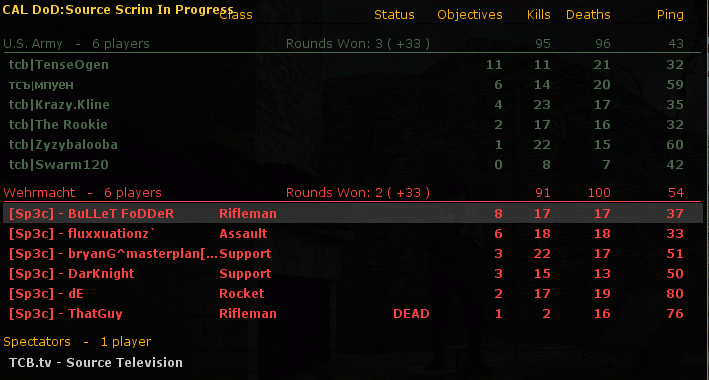 CAL DoD:Source Scrim In Progress
Class Status Objectives Kills Deaths Ping
U.S. Army - 6 players Rounds Won: 3 ( +33 ) 95 96 43
tcb|TenseOgen 11 11 21 32
тсъ|мпуен 6 14 20 59
tcb|Krazy.Kline 4 23 17 35
tcb|The Rookie 2 17 16 32
tcb|Zyzybalooba 1 22 15 60
tcb|Swarm120 0 8 7 42
Wehrmacht - 6 players Rounds Won: 2 ( +33 ) 91 100 54
[Sp3c] - BuLLeT FoDDeR Rifleman 8 17 17 37
[Sp3c] - fluxxuationz` Assault 6 18 18 33
[Sp3c] - bryanG^masterplan[... Support 3 22 17 51
[Sp3c] - DarKnight Support 3 15 13 50
[Sp3c] - dE Rocket 2 17 19 80
[Sp3c] - ThatGuy Rifleman DEAD 1 2 16 76
Spectators - 1 player
TCB.tv - Source Television